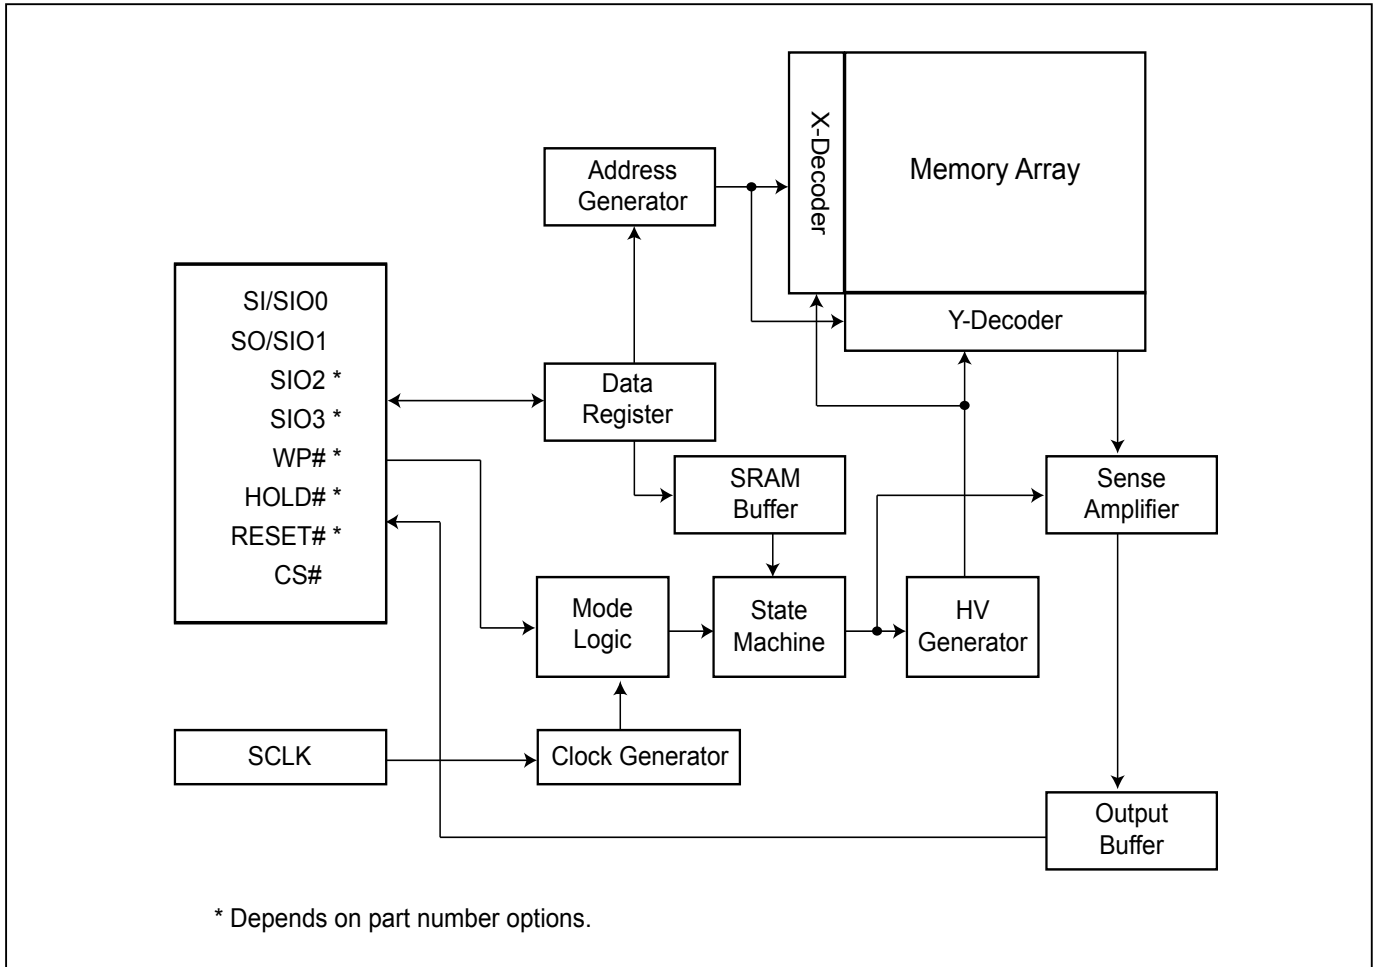 X-Decoder
Memory Array
Address
Generator
Y-Decoder
SI/SIO0
SO/SIO1
SIO2 *
SIO3 *
WP# *
HOLD# *
RESET# *
CS#
Data
Register
SRAM
Buffer
Sense
Amplifier
Mode
Logic
State
Machine
HV
Generator
SCLK
Clock Generator
Output
Buffer
* Depends on part number options.